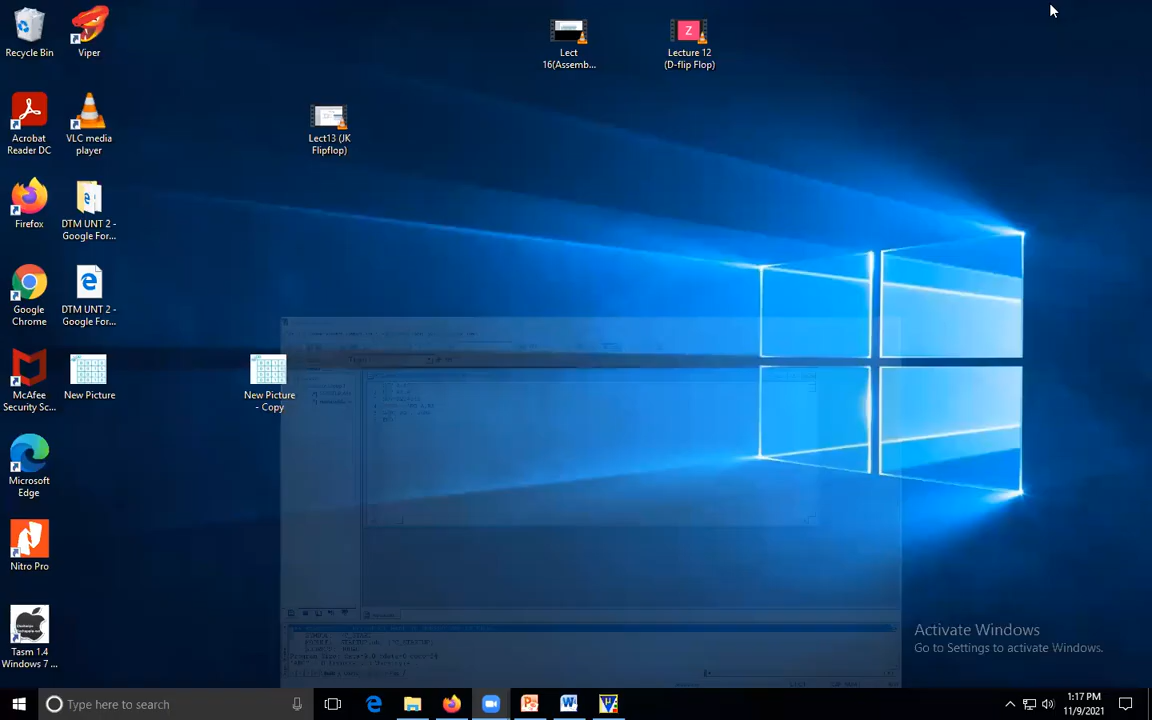 Recycle Bin
Viper
Lect
16(Assemb...
Z
Lecture 12
(D-flip Flop)
Acrobat
Reader DC
VLC media
player
Lect13 (JK
Flipflop)
Firefox
DTM UNT 2 -
Google For...
Google
Chrome
DTM UNT 2 -
Google For...
McAfee
Security Sc...
New Picture
New Picture
- Copy
Microsoft
Edge
Nitro Pro
Tasm 1.4
Windows 7 ...
Activate Windows
Go to Settings to activate Windows.
Type here to search
1:17 PM
11/9/2021